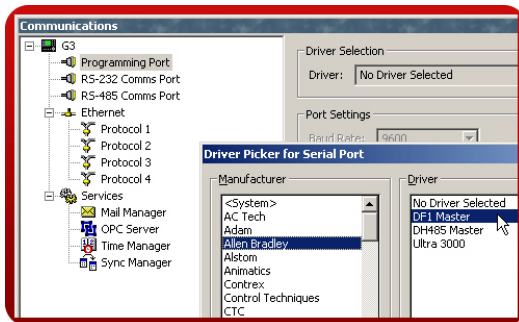 Communications
G3
Programming Port
RS-232 Comms Port
RS-485 Comms Port
Ethernet
Protocol 1
Protocol 2
Protocol 3
Protocol 4
Services
Mail Manager
OPC Server
Time Manager
Sync Manager
Driver Selection
Driver: No Driver Selected
Port Settings
Baud Rate: 9600
Driver Picker for Serial Port
Manufacturer
<System>
AC Tech
Adam
Allen Bradley
Alstom
Animatics
Contrex
Control Techniques
CTC
Driver
No Driver Selected
DF1 Master
DH485 Master
Ultra 3000